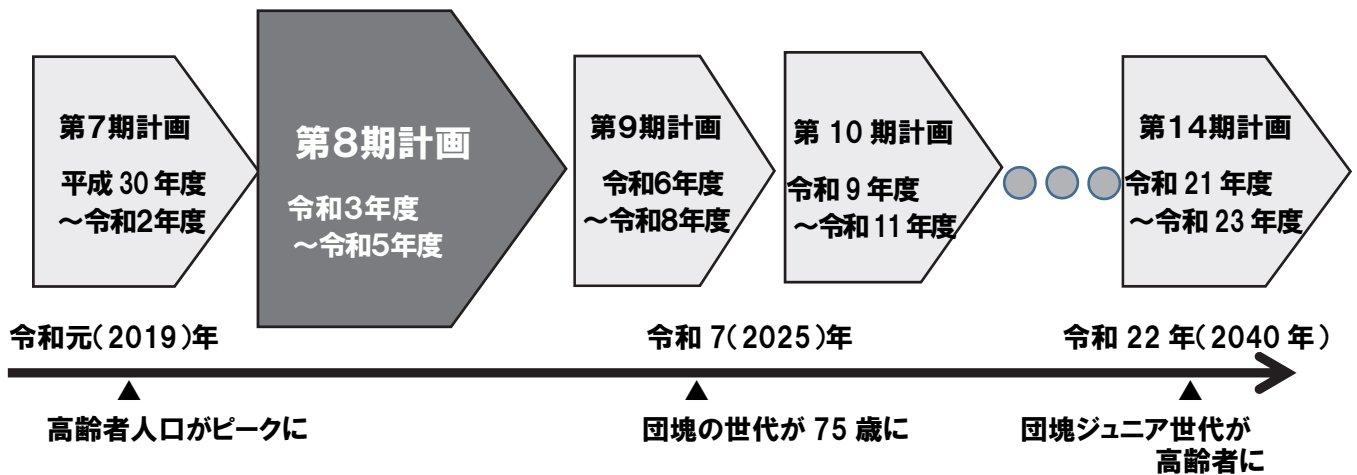 第7期計画
平成 30 年度
～令和2年度
第8期計画
令和3年度
～令和5年度
第9期計画
令和6年度
～令和8年度
第 10 期計画
令和 9 年度
～令和 11 年度
第14期計画
令和 21 年度
～令和 23 年度
令和元(2019)年
令和 7(2025)年
令和 22 年(2040 年)
▲
▲
▲
高齢者人口がピークに
団塊の世代が 75 歳に
団塊ジュニア世代が
高齢者に